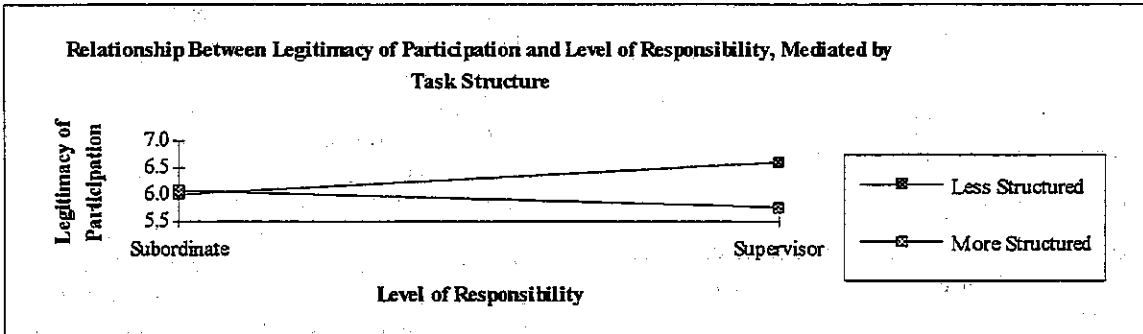 Relationship Between Legitimacy of Participation and Level of Responsibility, Mediated by
Task Structure
Legitimacy of
Participation
7.0
6.5
6.0
5.5
Subordinate
Supervisor
Level of Responsibility
Less Structured
More Structured